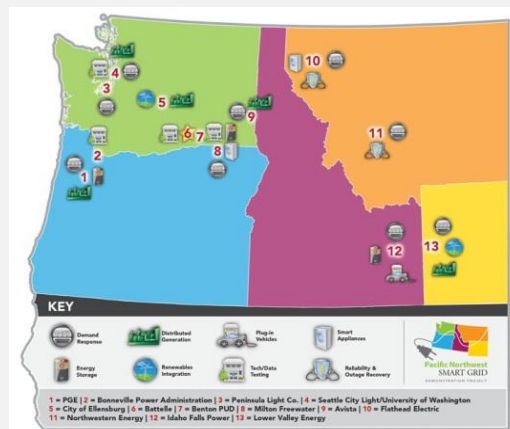 4
10
3
5
9
6
7
11
2
8
1
12
13
KEY
Demand
Response
Distributed
Generation
Plug-in
Vehicles
Smart
Appliances
Energy
Storage
Renewables
Integration
Tech/Data
Testing
Reliability &
Outage Recovery
Pacific Northwest
SMART GRID
DEMONSTRATION PROJECT
1 = PGE | 2 = Bonneville Power Administration | 3 = Peninsula Light Co. | 4 = Seattle City Light/University of Washington
5 = City of Ellensburg | 6 = Battelle | 7 = Benton PUD | 8 = Milton Freewater | 9 = Avista | 10 = Flathead Electric
11 = Northwestern Energy | 12 = Idaho Falls Power | 13 = Lower Valley Energy